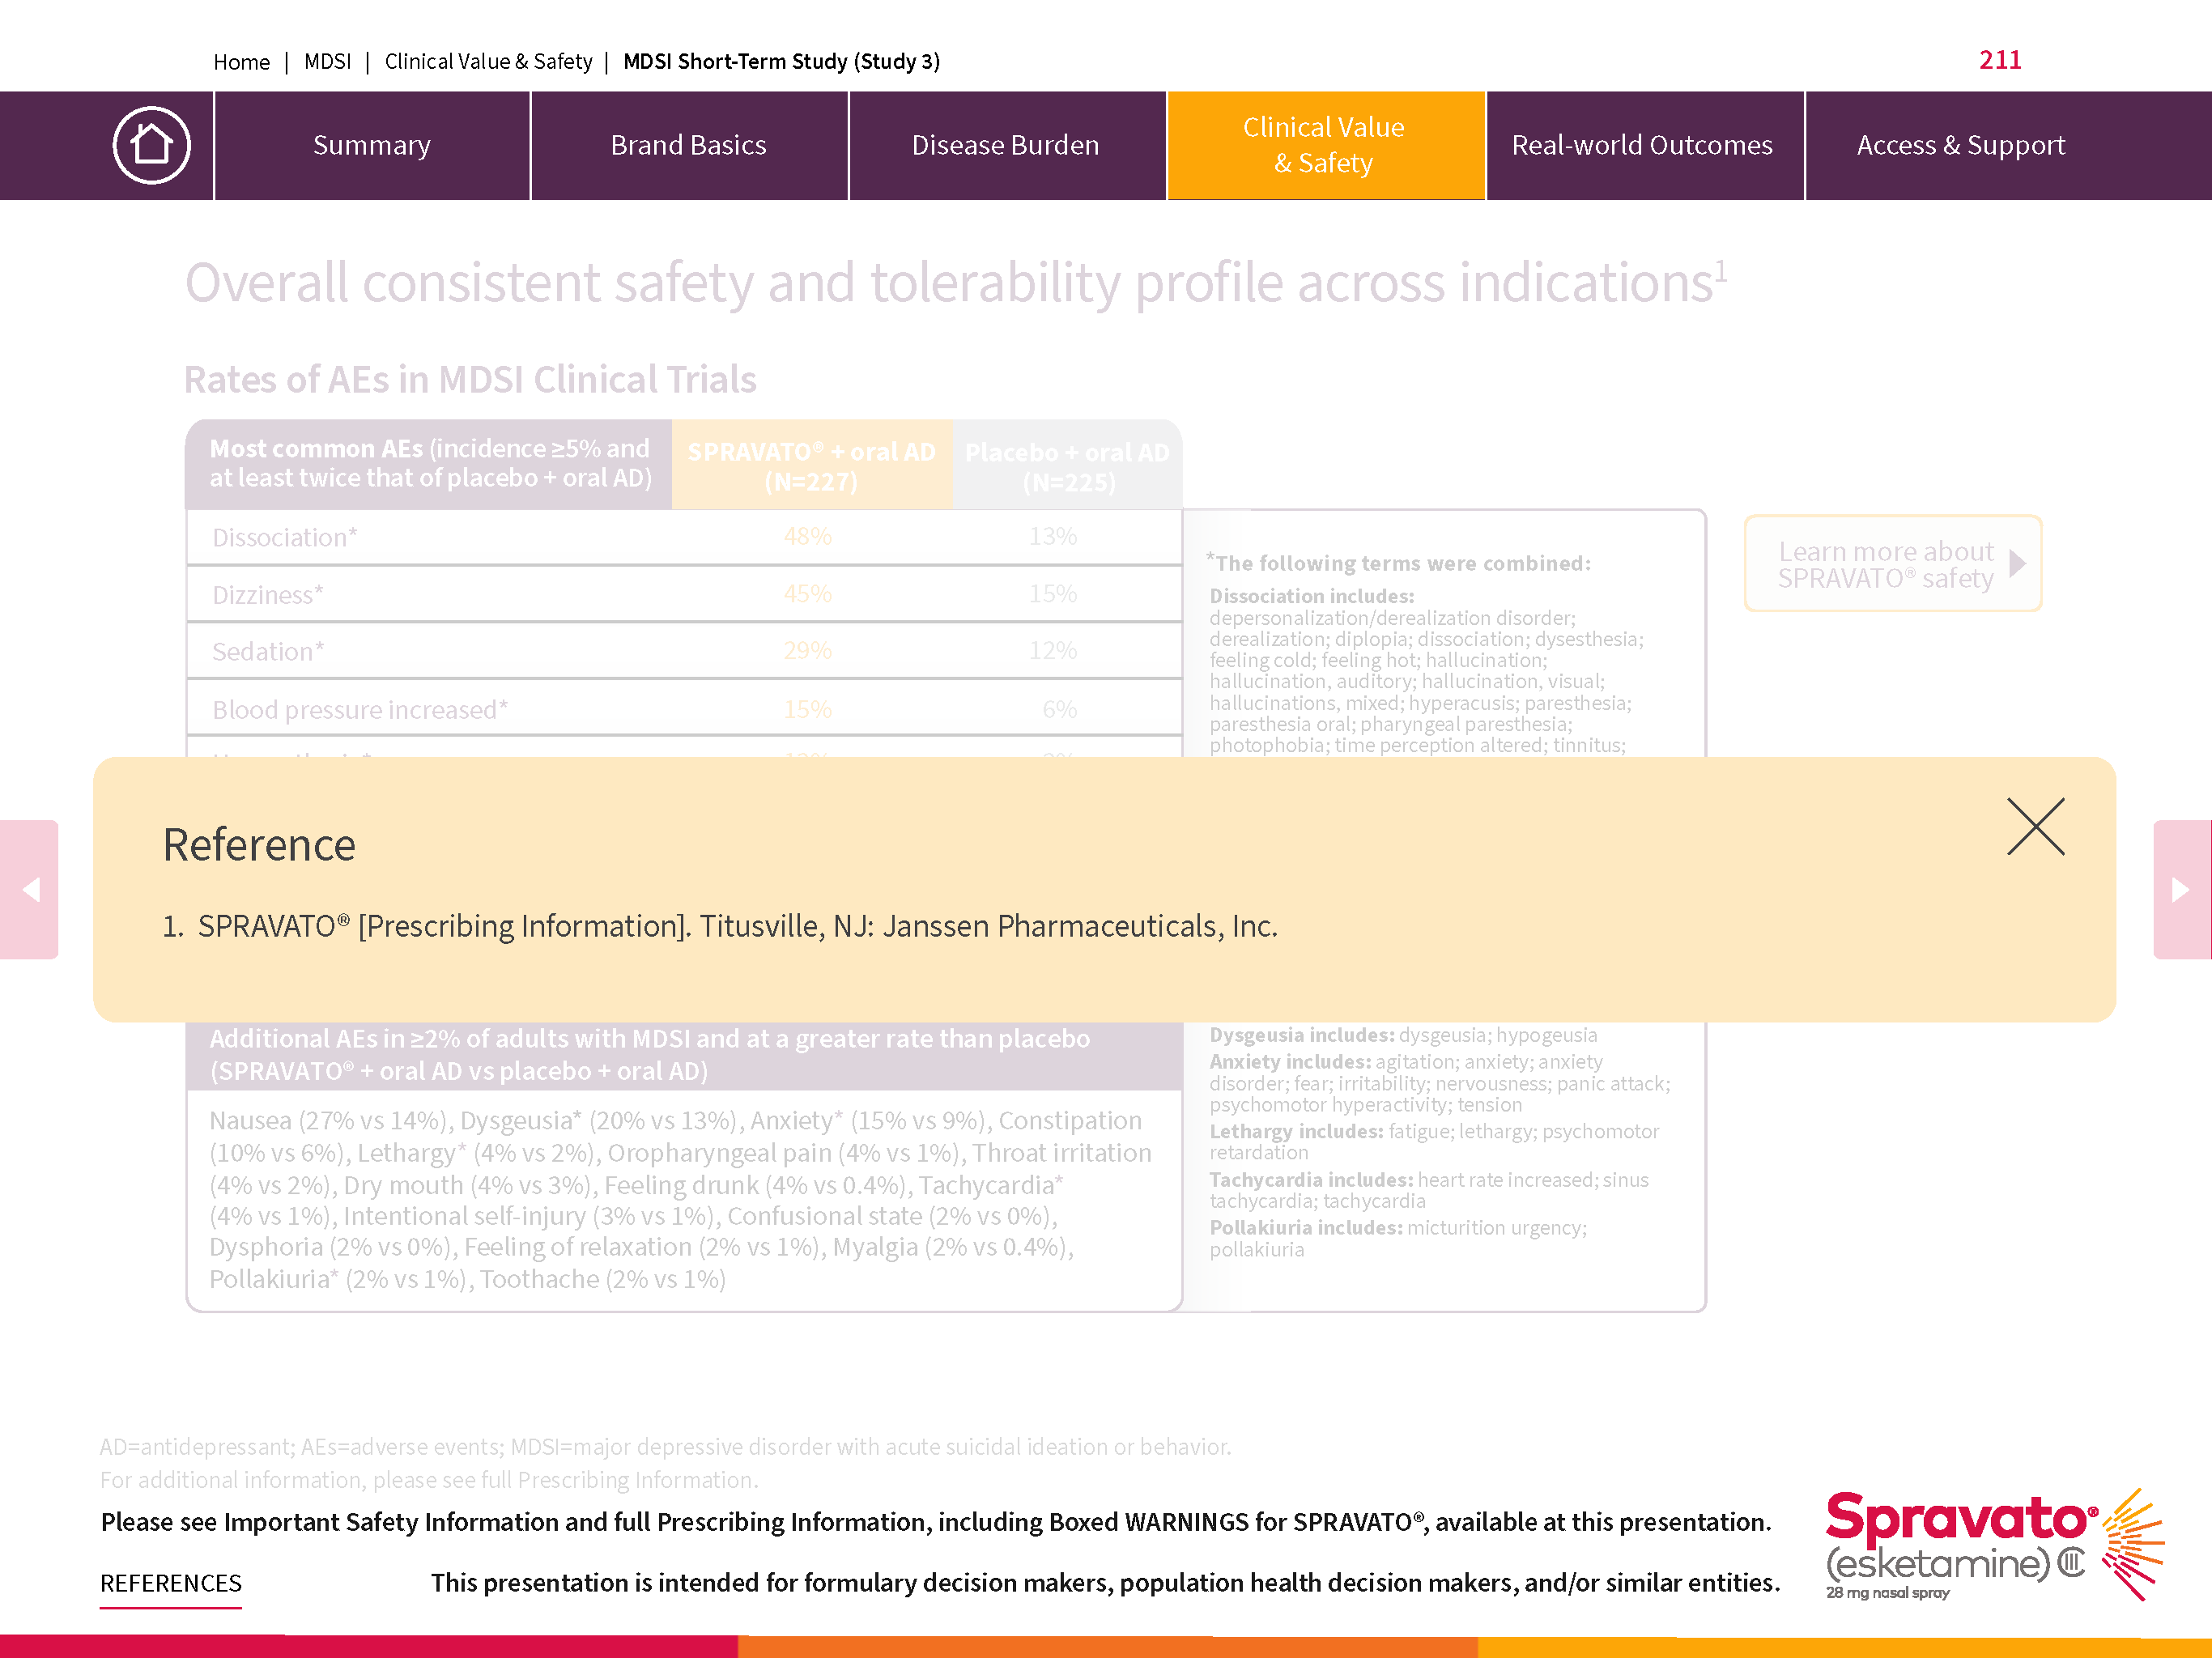 Home | MDSI | Clinical Value & Safety | MDSI Short-Term Study (Study 3)
211
Summary
Brand Basics
Disease Burden
Clinical Value
& Safety
Real-world Outcomes
Access & Support
Overall consistent safety and tolerability profile across indications1
Rates of AEs in MDSI Clinical Trials
Most common AEs (incidence ≥5% and
at least twice that of placebo + oral AD)
SPRAVATO® + oral AD
(N=227)
Placebo + oral AD
(N=225)
Dissociation* 48% 13%
Dizziness* 45% 15%
Sedation* 29% 12%
Blood pressure increased* 15% 6%
*The following terms were combined:
Dissociation includes:
depersonalization/derealization disorder;
derealization; diplopia; dissociation; dysesthesia;
feeling cold; feeling hot; hallucination;
hallucination, auditory; hallucination, visual;
hallucinations, mixed; hyperacusis; paresthesia;
paresthesia oral; pharyngeal paresthesia;
photophobia; time perception altered; tinnitus;
Learn more about
SPRAVATO® safety
Reference
1. SPRAVATO® [Prescribing Information]. Titusville, NJ: Janssen Pharmaceuticals, Inc.
Additional AEs in ≥2% of adults with MDSI and at a greater rate than placebo
(SPRAVATO® + oral AD vs placebo + oral AD)
Nausea (27% vs 14%), Dysgeusia* (20% vs 13%), Anxiety* (15% vs 9%), Constipation
(10% vs 6%), Lethargy* (4% vs 2%), Oropharyngeal pain (4% vs 1%), Throat irritation
(4% vs 2%), Dry mouth (4% vs 3%), Feeling drunk (4% vs 0.4%), Tachycardia*
(4% vs 1%), Intentional self-injury (3% vs 1%), Confusional state (2% vs 0%),
Dysphoria (2% vs 0%), Feeling of relaxation (2% vs 1%), Myalgia (2% vs 0.4%),
Pollakiuria* (2% vs 1%), Toothache (2% vs 1%)
Dysgeusia includes: dysgeusia; hypogeusia
Anxiety includes: agitation; anxiety; anxiety
disorder; fear; irritability; nervousness; panic attack;
psychomotor hyperactivity; tension
Lethargy includes: fatigue; lethargy; psychomotor
retardation
Tachycardia includes: heart rate increased; sinus
tachycardia; tachycardia
Pollakiuria includes: micturition urgency;
pollakiuria
AD=antidepressant; AEs=adverse events; MDSI=major depressive disorder with acute suicidal ideation or behavior.
For additional information, please see full Prescribing Information.
Please see Important Safety Information and full Prescribing Information, including Boxed WARNINGS for SPRAVATO®, available at this presentation.
REFERENCES
This presentation is intended for formulary decision makers, population health decision makers, and/or similar entities.
Spravato®
(esketamine) CIII
28 mg nasal spray